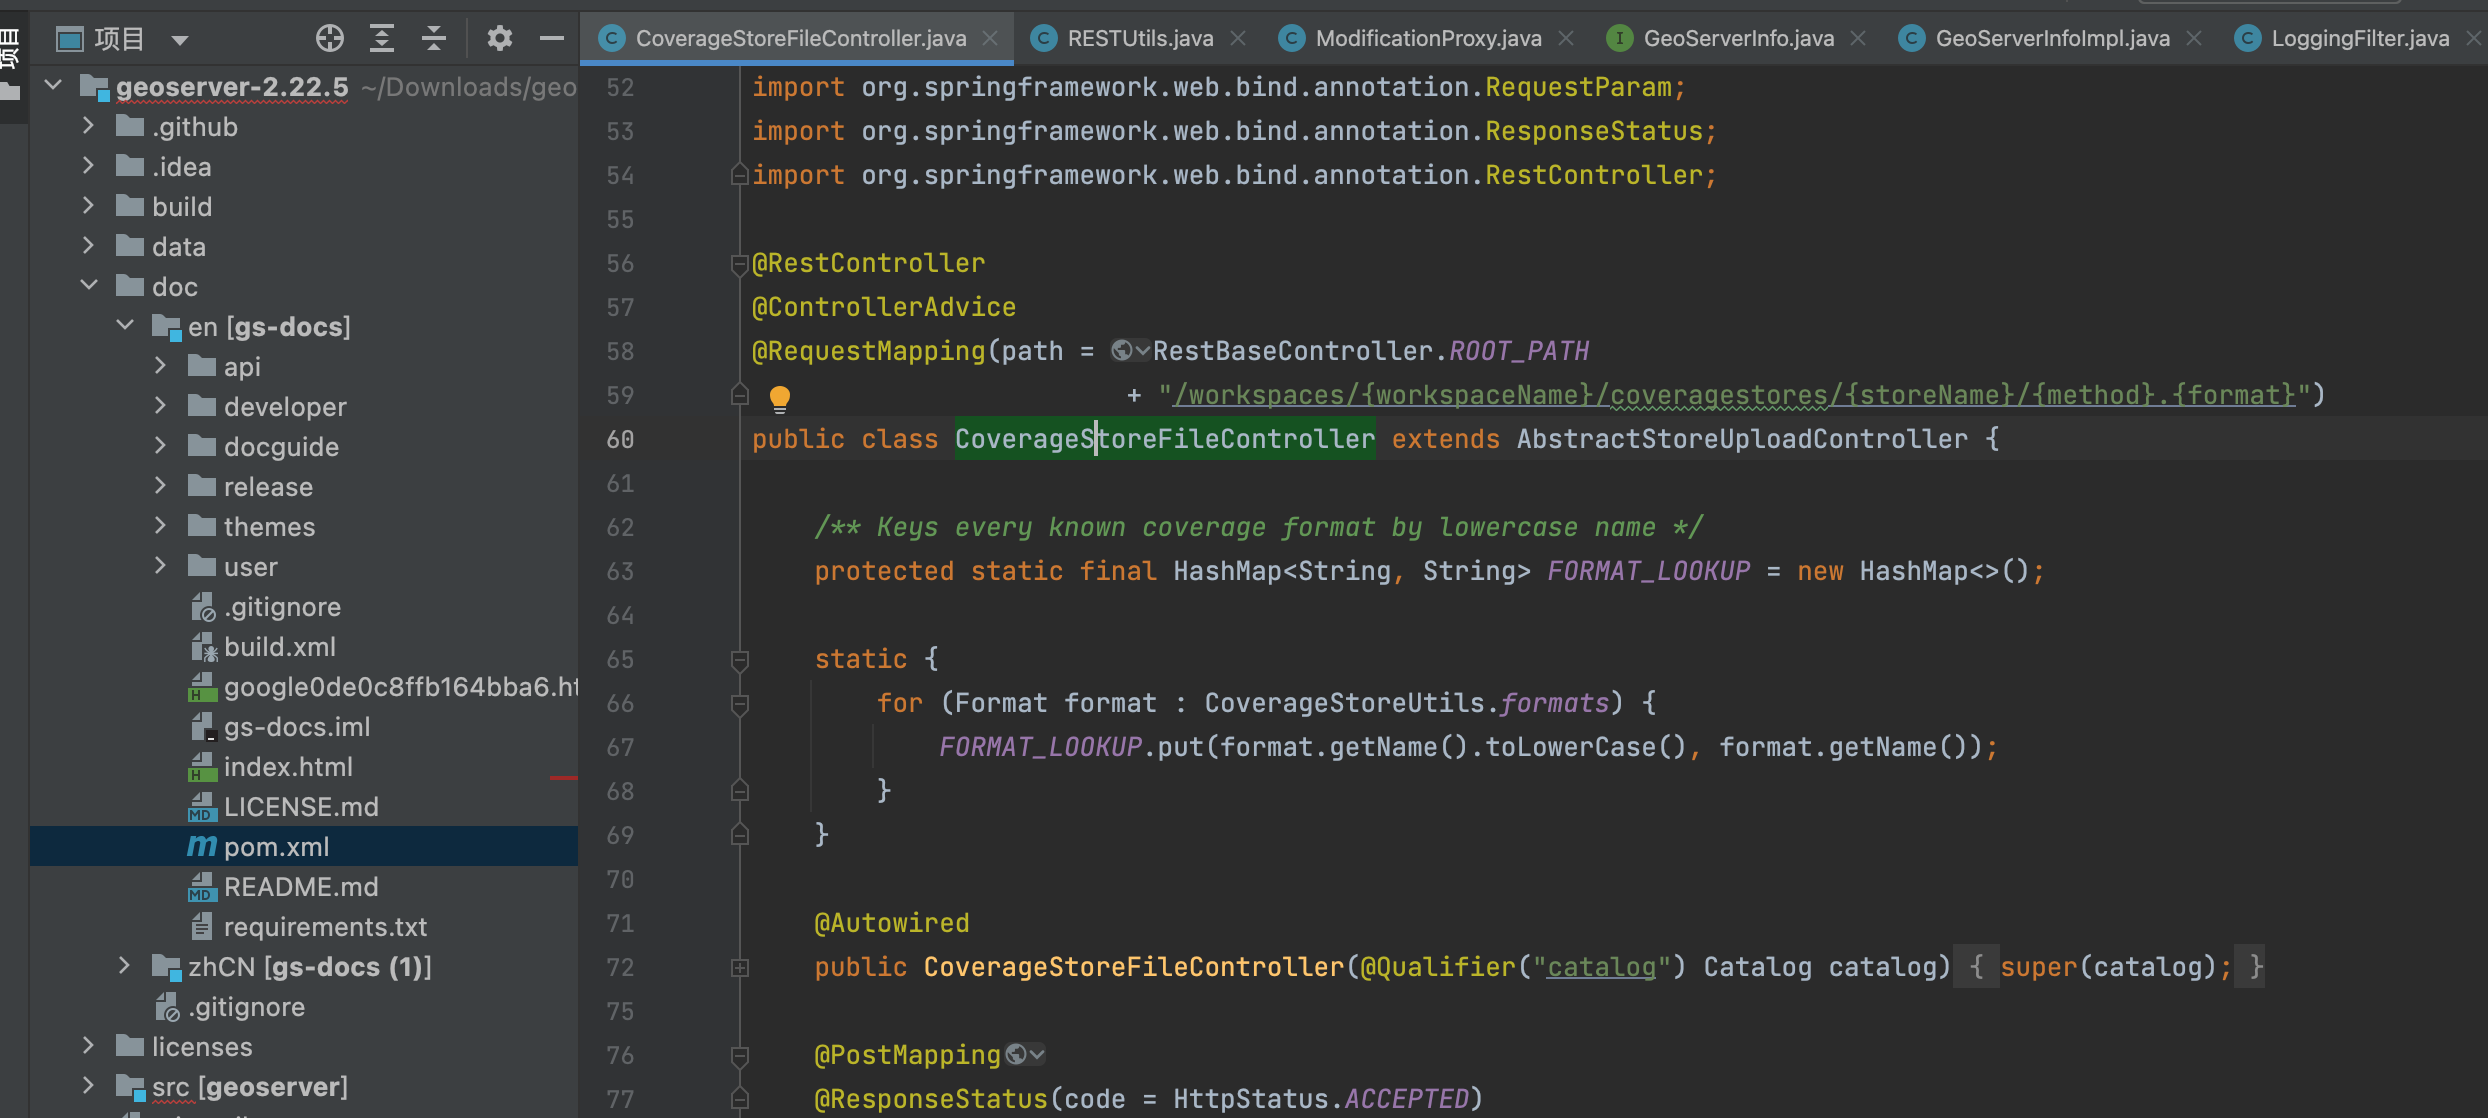 项目
项目
geoserver-2.22.5 ~/Downloads/geo
.github
.idea
build
data
doc
en [gs-docs]
api
developer
docguide
release
themes
user
.gitignore
build.xml
google0de0c8ffb164bba6.ht
gs-docs.iml
index.html
LICENSE.md
pom.xml
README.md
requirements.txt
zhCN [gs-docs (1)]
.gitignore
licenses
src [geoserver]
CoverageStoreFileController.java
RESTUtils.java
ModificationProxy.java
GeoServerInfo.java
GeoServerInfoImpl.java
LoggingFilter.java
52 import org.springframework.web.bind.annotation.RequestParam;
53 import org.springframework.web.bind.annotation.ResponseStatus;
54 import org.springframework.web.bind.annotation.RestController;
55
56 @RestController
57 @ControllerAdvice
58 @RequestMapping(path = RestBaseController.ROOT_PATH
59 + "/workspaces/{workspaceName}/coveragestores/{storeName}/{method}.{format}")
60 public class CoverageStoreFileController extends AbstractStoreUploadController {
61
62 /** Keys every known coverage format by lowercase name */
63 protected static final HashMap<String, String> FORMAT_LOOKUP = new HashMap<>();
64
65 static {
66 for (Format format : CoverageStoreUtils.formats) {
67 FORMAT_LOOKUP.put(format.getName().toLowerCase(), format.getName());
68 }
69 }
70
71 @Autowired
72 public CoverageStoreFileController(@Qualifier("catalog") Catalog catalog) { super(catalog); }
75
76 @PostMapping
77 @ResponseStatus(code = HttpStatus.ACCEPTED)